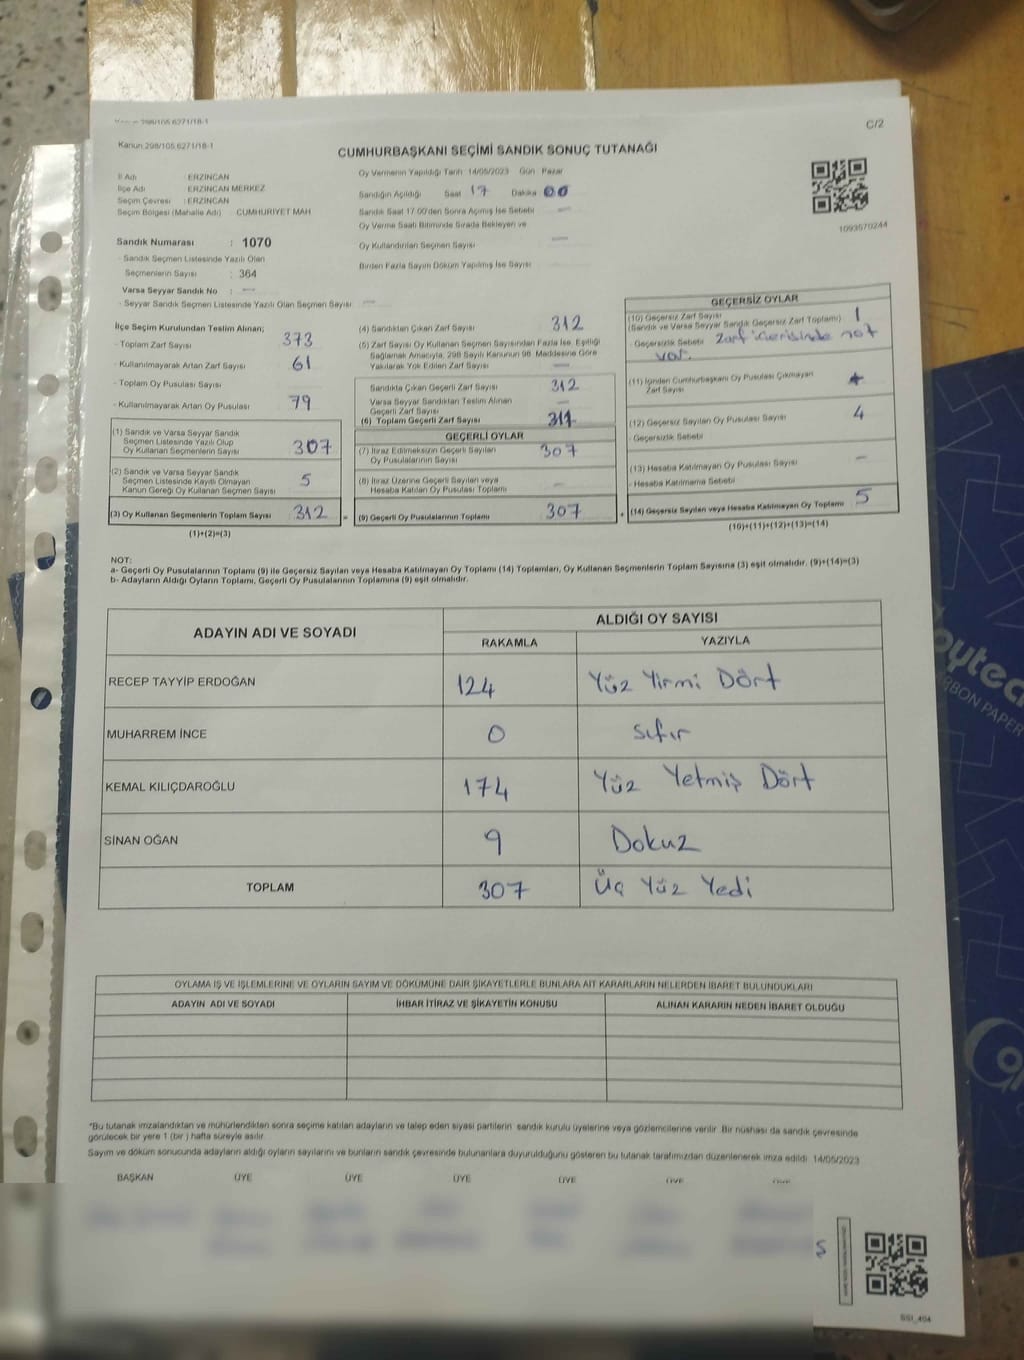 Kanun 298/105 6271/18-1
C/2
Kanun 298/105 6271/18-1
CUMHURBAŞKANI SEÇİMİ SANDIK SONUÇ TUTANAĞI
İl Adı : ERZİNCAN
İlçe Adı : ERZİNCAN MERKEZ
Seçim Çevresi : ERZİNCAN
Seçim Bölgesi (Mahalle Adı) : CUMHURİYET MAH
Oy Vermenin Yapıldığı Tarih 14/05/2023 Gün Pazar
Sandığın Açıldığı Saat 17 Dakika 00
Sandık Saat 17.00'den Sonra Açılmış İse Sebebi —
Oy Verme Saati Bitiminde Sırada Bekleyen ve
Oy Kullandırılan Seçmen Sayısı —
Birden Fazla Sayım Döküm Yapılmış İse Sayısı
1093570244
Sandık Numarası : 1070
- Sandık Seçmen Listesinde Yazılı Olan
Seçmenlerin Sayısı : 364
Varsa Seyyar Sandık No : —
- Seyyar Sandık Seçmen Listesinde Yazılı Olan Seçmen Sayısı —
İlçe Seçim Kurulundan Teslim Alınan;
- Toplam Zarf Sayısı 373
- Kullanılmayarak Artan Zarf Sayısı 61
- Toplam Oy Pusulası Sayısı
- Kullanılmayarak Artan Oy Pusulası 79
(1) Sandık ve Varsa Seyyar Sandık
Seçmen Listesinde Yazılı Olup
Oy Kullanan Seçmenlerin Sayısı 307
(2) Sandık ve Varsa Seyyar Sandık
Seçmen Listesinde Kayıtlı Olmayan
Kanun Gereği Oy Kullanan Seçmen Sayısı 5
(3) Oy Kullanan Seçmenlerin Toplam Sayısı 312 =
(1)+(2)=(3)
(4) Sandıktan Çıkan Zarf Sayısı 312
(5) Zarf Sayısı Oy Kullanan Seçmen Sayısından Fazla İse, Eşitliği
Sağlamak Amacıyla, 298 Sayılı Kanunun 98. Maddesine Göre
Yakılarak Yok Edilen Zarf Sayısı —
Sandıkta Çıkan Geçerli Zarf Sayısı 312
Varsa Seyyar Sandıktan Teslim Alınan
Geçerli Zarf Sayısı —
(6) Toplam Geçerli Zarf Sayısı 311
GEÇERLİ OYLAR
(7) İtiraz Edilmeksizin Geçerli Sayılan
Oy Pusulalarının Sayısı 307
(8) İtiraz Üzerine Geçerli Sayılan veya
Hesaba Katılan Oy Pusulası Toplamı —
(9) Geçerli Oy Pusulalarının Toplamı 307 +
GEÇERSİZ OYLAR
(10) Geçersiz Zarf Sayısı 1
(Sandık ve Varsa Seyyar Sandık Geçersiz Zarf Toplamı)
- Geçersizlik Sebebi Zarf içerisinde not
var.
(11) İçinden Cumhurbaşkanı Oy Pusulası Çıkmayan
Zarf Sayısı
(12) Geçersiz Sayılan Oy Pusulası Sayısı 4
- Geçersizlik Sebebi
(13) Hesaba Katılmayan Oy Pusulası Sayısı —
- Hesaba Katılmama Sebebi
(14) Geçersiz Sayılan veya Hesaba Katılmayan Oy Toplamı 5
(10)+(11)+(12)+(13)=(14)
NOT:
a- Geçerli Oy Pusulalarının Toplamı (9) ile Geçersiz Sayılan veya Hesaba Katılmayan Oy Toplamı (14) Toplamları, Oy Kullanan Seçmenlerin Toplam Sayısına (3) eşit olmalıdır. (9)+(14)=(3)
b- Adayların Aldığı Oyların Toplamı, Geçerli Oy Pusulalarının Toplamına (9) eşit olmalıdır.
ADAYIN ADI VE SOYADI
ALDIĞI OY SAYISI
RAKAMLA YAZIYLA
RECEP TAYYİP ERDOĞAN 124 Yüz Yirmi Dört
MUHARREM İNCE 0 sıfır
KEMAL KILIÇDAROĞLU 174 Yüz Yetmiş Dört
SİNAN OĞAN 9 Dokuz
TOPLAM 307 Üç Yüz Yedi
OYLAMA İŞ VE İŞLEMLERİNE VE OYLARIN SAYIM VE DÖKÜMÜNE DAİR ŞİKAYETLERLE BUNLARA AİT KARARLARIN NELERDEN İBARET BULUNDUKLARI
ADAYIN ADI VE SOYADI İHBAR İTİRAZ VE ŞİKAYETİN KONUSU ALINAN KARARIN NEDEN İBARET OLDUĞU
*Bu tutanak imzalandıktan ve mühürlendikten sonra seçime katılan adayların ve talep eden siyasi partilerin sandık kurulu üyelerine veya gözlemcilerine verilir. Bir nüshası da sandık çevresinde
görülecek bir yere 1 (bir) hafta süreyle asılır.
Sayım ve döküm sonucunda adayların aldığı oyların sayılarını ve bunların sandık çevresinde bulunanlara duyurulduğunu gösteren bu tutanak tarafımızdan düzenlenerek imza edildi 14/05/2023
BAŞKAN ÜYE ÜYE ÜYE ÜYE ÜYE ÜYE
SSI_404
CARBON PAPER